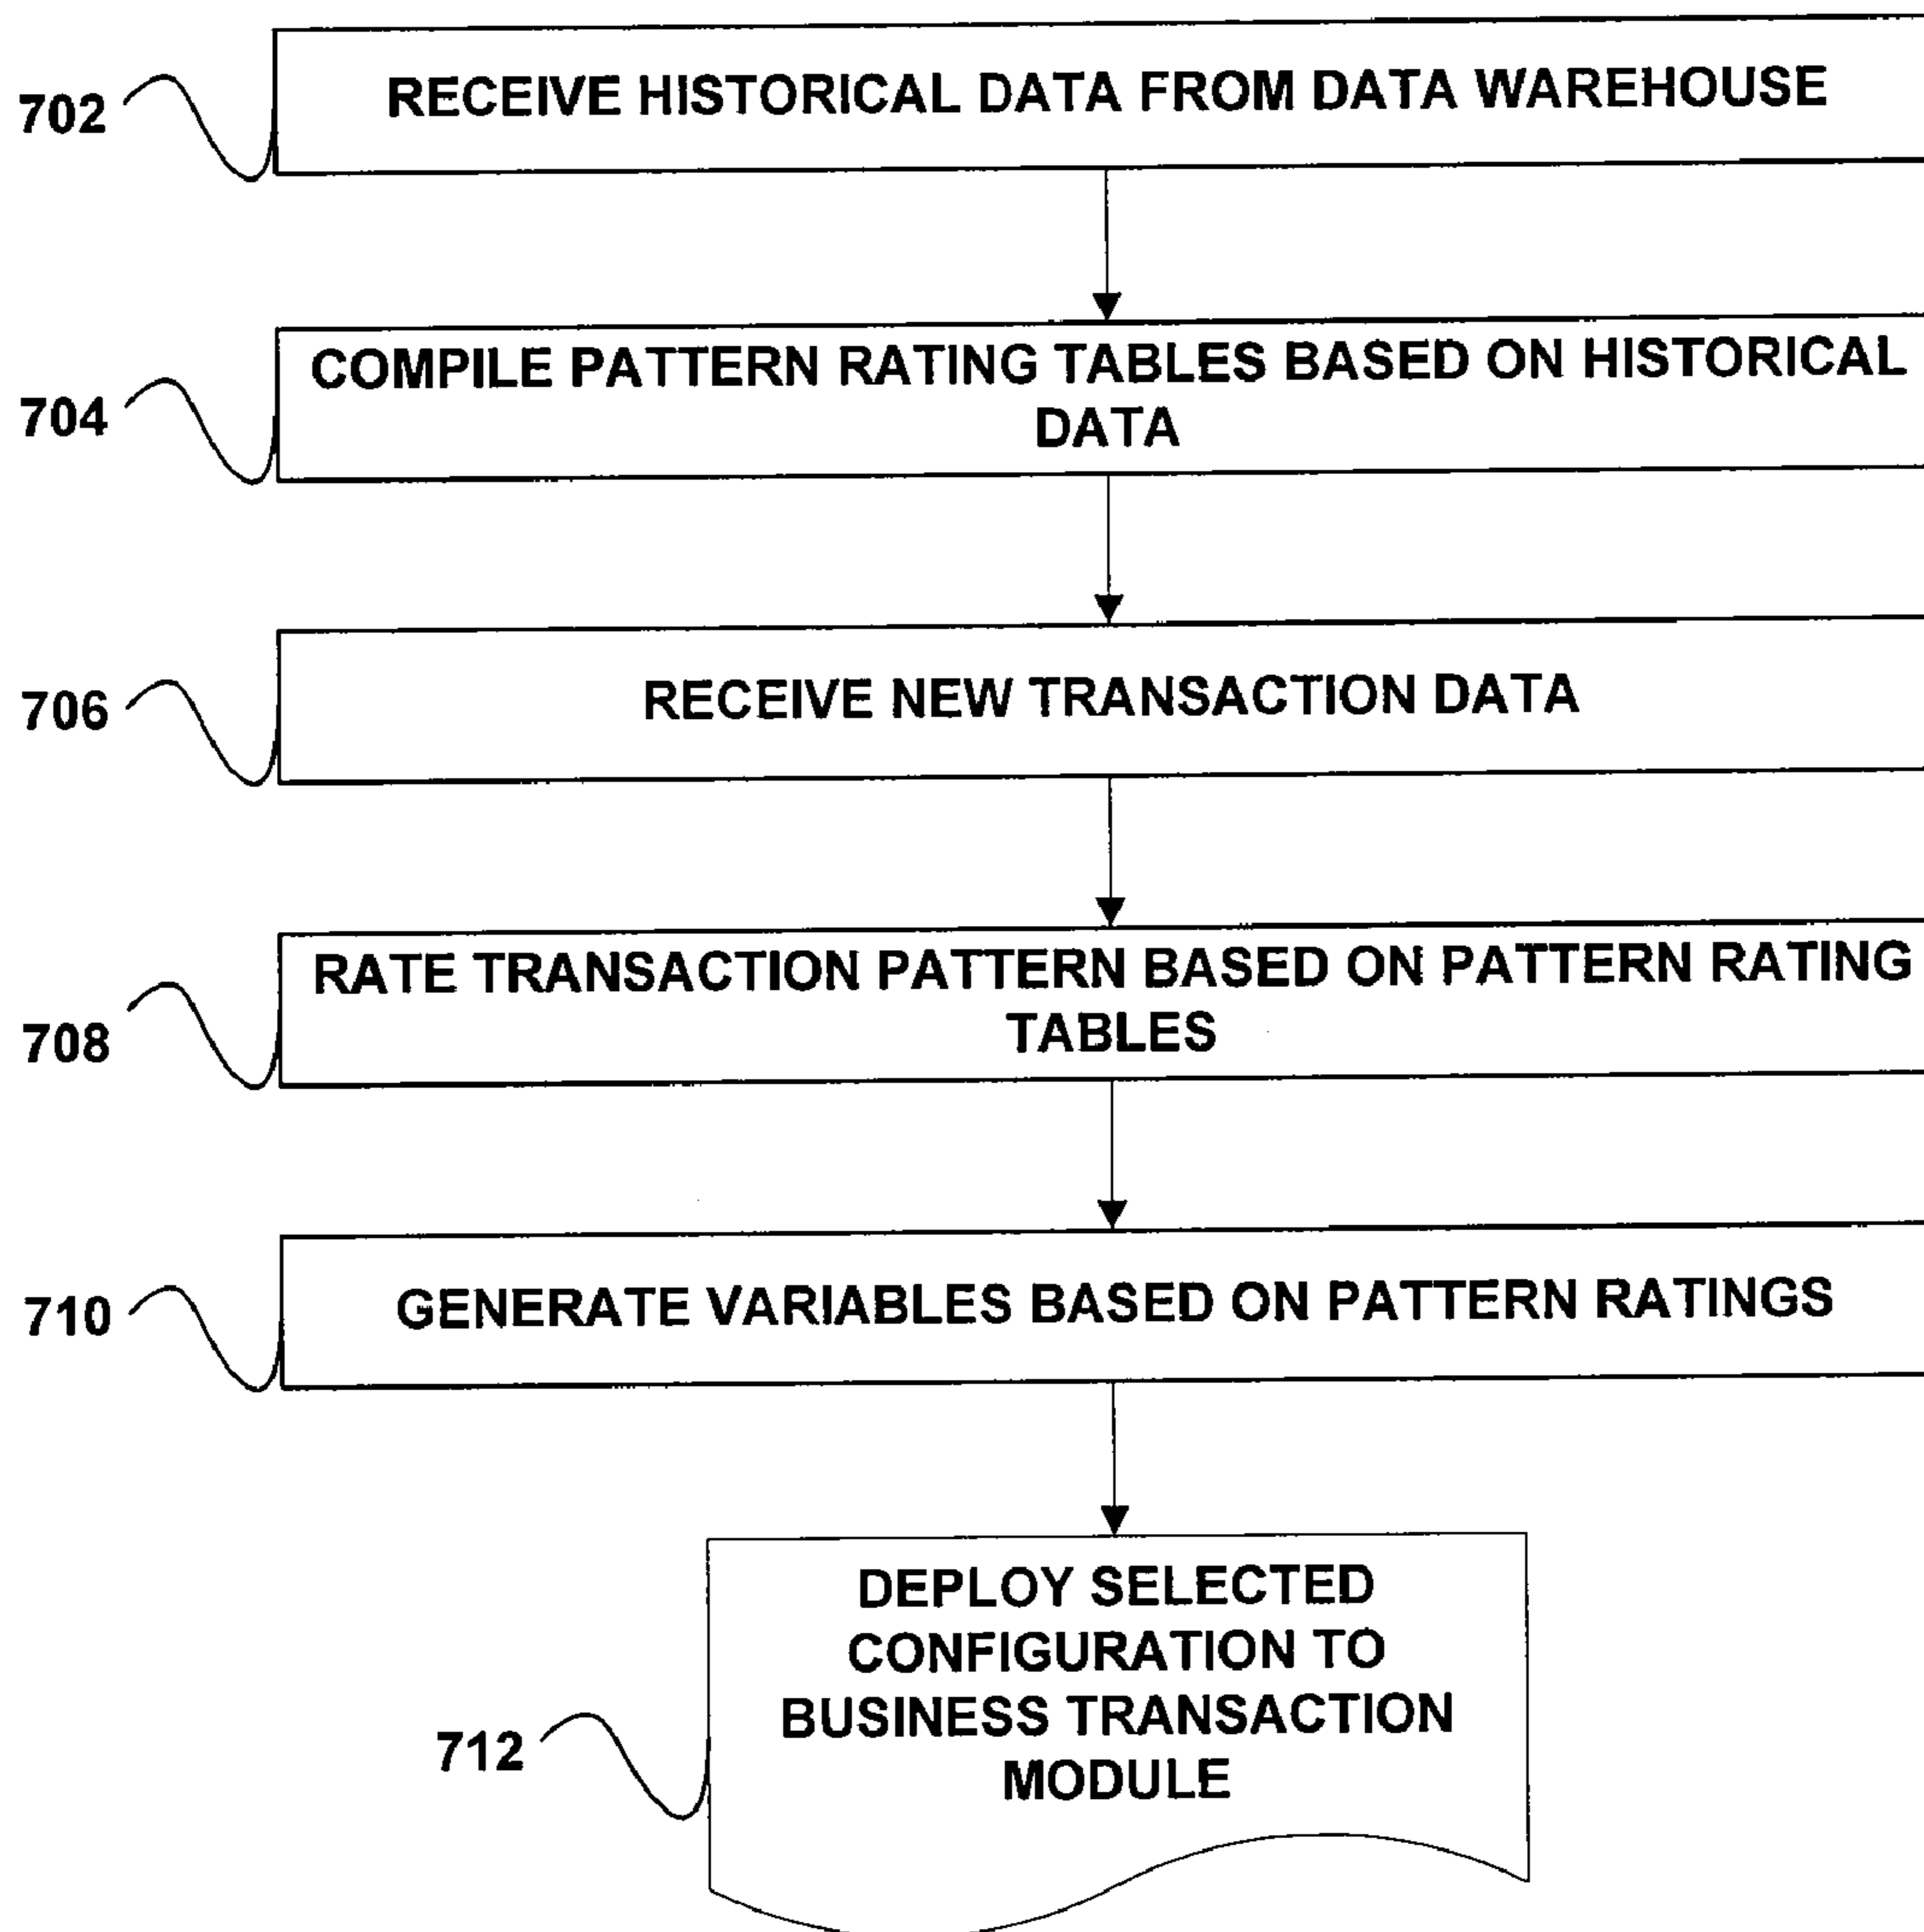 702
RECEIVE HISTORICAL DATA FROM DATA WAREHOUSE
704
COMPILE PATTERN RATING TABLES BASED ON HISTORICAL
DATA
706
RECEIVE NEW TRANSACTION DATA
708
RATE TRANSACTION PATTERN BASED ON PATTERN RATING
TABLES
710
GENERATE VARIABLES BASED ON PATTERN RATINGS
712
DEPLOY SELECTED
CONFIGURATION TO
BUSINESS TRANSACTION
MODULE